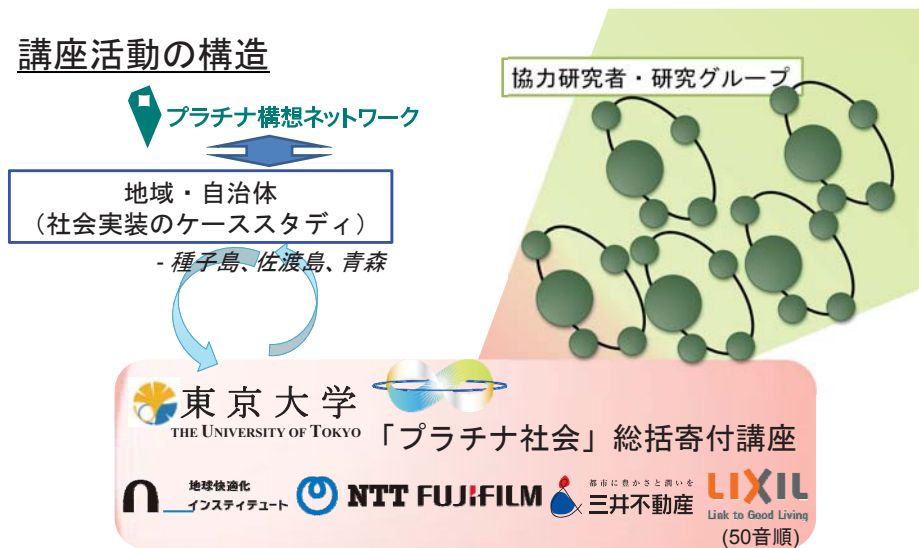 講座活動の構造
プラチナ構想ネットワーク
地域・自治体
（社会実装のケーススタディ）
- 種子島、佐渡島、青森
協力研究者・研究グループ
東京大学
THE UNIVERSITY OF TOKYO
「プラチナ社会」総括寄付講座
地球快適化
インスティテュート
NTT
FUJIFILM
都市に豊かさと潤いを
三井不動産
LIXIL
Link to Good Living
(50音順)